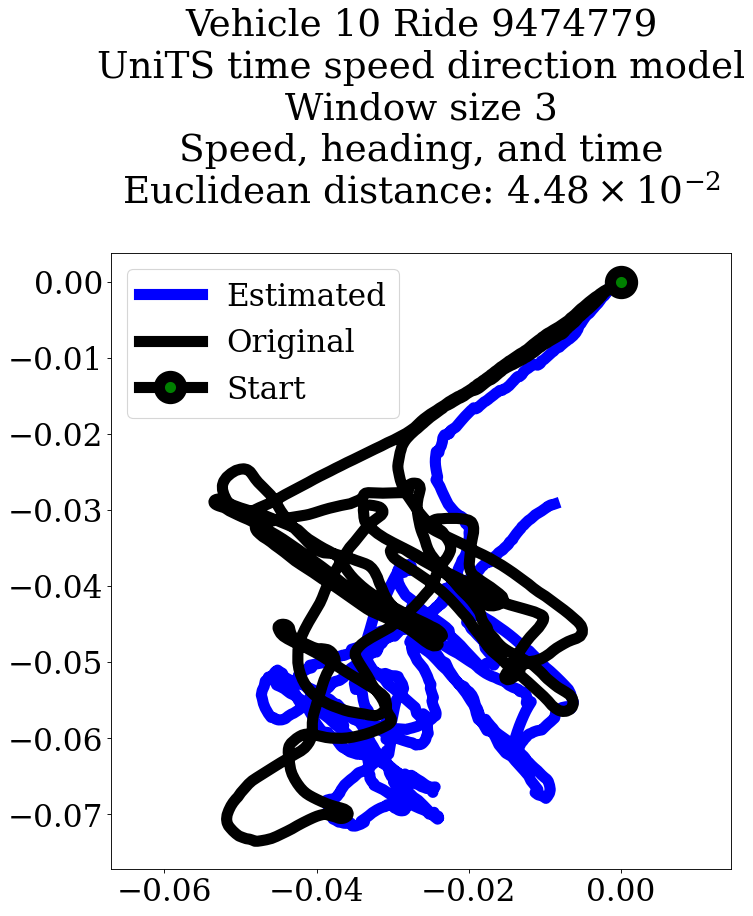 Vehicle 10 Ride 9474779
UniTS time speed direction model
Window size 3
Speed, heading, and time
Euclidean distance: 4.48 × 10⁻²
Estimated
Original
Start
0.00
−0.01
−0.02
−0.03
−0.04
−0.05
−0.06
−0.07
−0.06 −0.04 −0.02 0.00